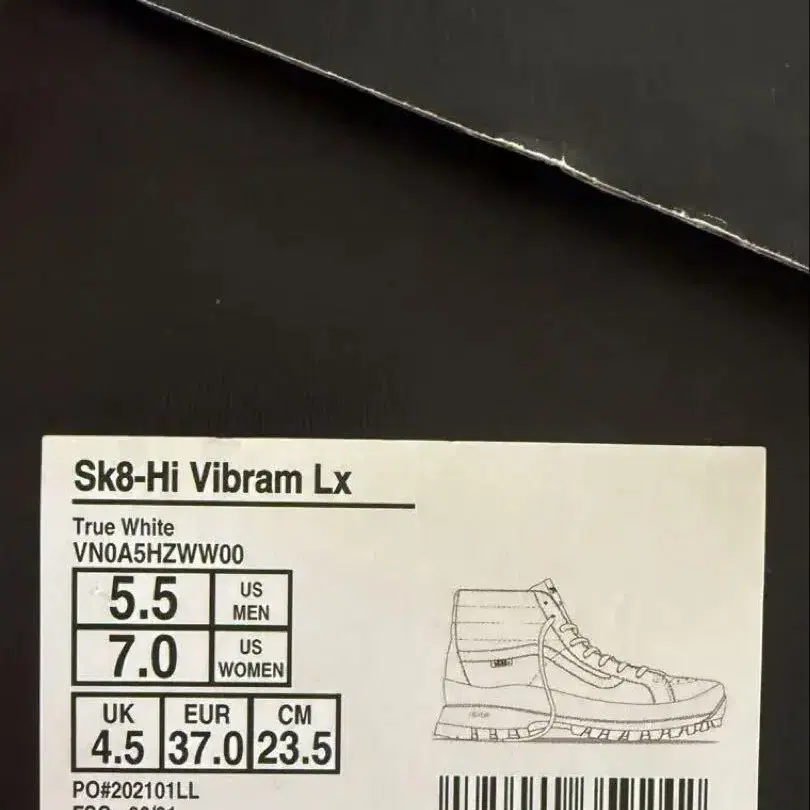 Sk8-Hi Vibram Lx
True White
VN0A5HZWW00
5.5 US MEN
7.0 US WOMEN
UK EUR CM
4.5 37.0 23.5
PO#202101LL